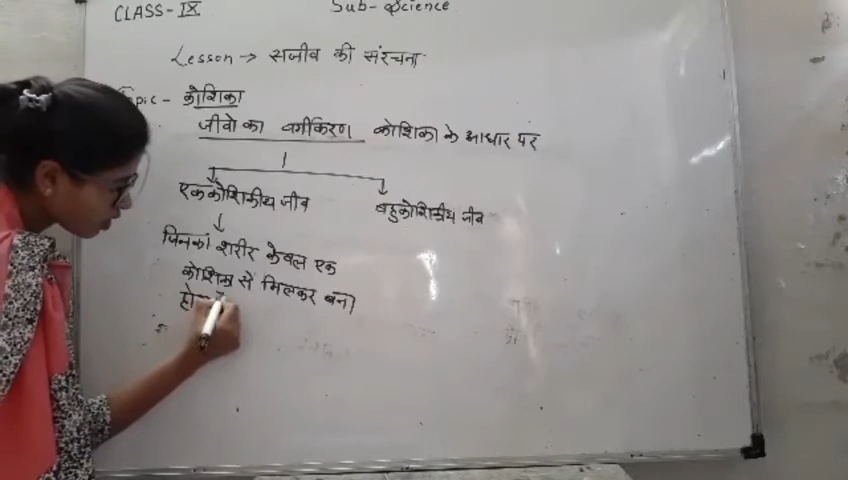 CLASS-IX Sub-Science
Lesson → सजीव की संरचना
Topic - कोशिका
जीवो का वर्गीकरण कोशिका के आधार पर
एककोशिकीय जीव बहुकोशिकीय जीव
जिनका शरीर केवल एक
कोशिका से मिलकर बना